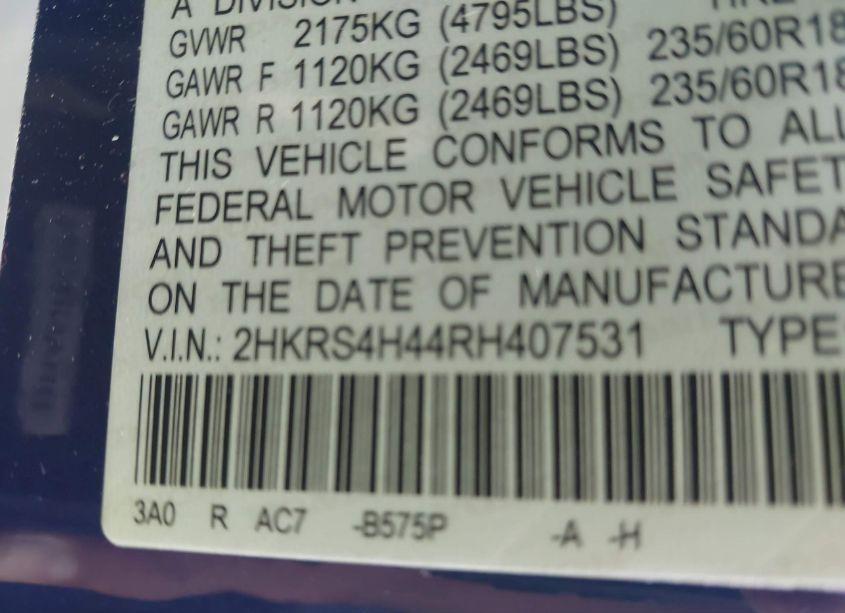 A DIVISION
GVWR 2175KG (4795LBS)
GAWR F 1120KG (2469LBS) 235/60R18
GAWR R 1120KG (2469LBS) 235/60R18
THIS VEHICLE CONFORMS TO ALL
FEDERAL MOTOR VEHICLE SAFET
AND THEFT PREVENTION STANDA
ON THE DATE OF MANUFACTURE
V.I.N.: 2HKRS4H44RH407531 TYPE:
3A0 R AC7 -B575P -A -H